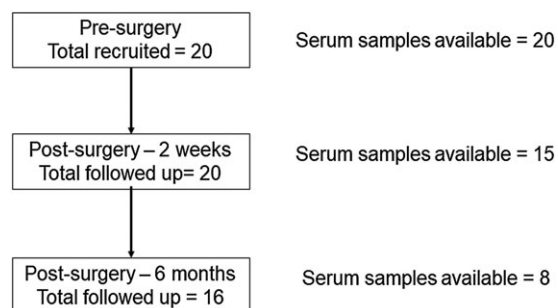 Pre-surgery
Total recruited = 20
Serum samples available = 20
Post-surgery – 2 weeks
Total followed up= 20
Serum samples available = 15
Post-surgery – 6 months
Total followed up = 16
Serum samples available = 8